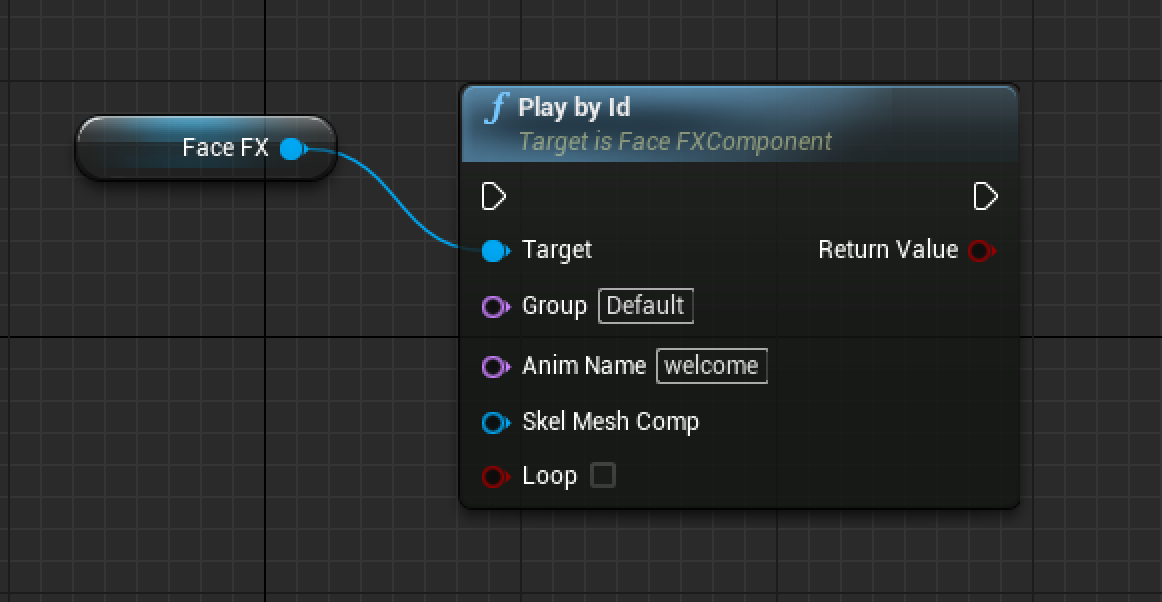 Face FX
f Play by Id
Target is Face FXComponent
Target
Return Value
Group Default
Anim Name welcome
Skel Mesh Comp
Loop